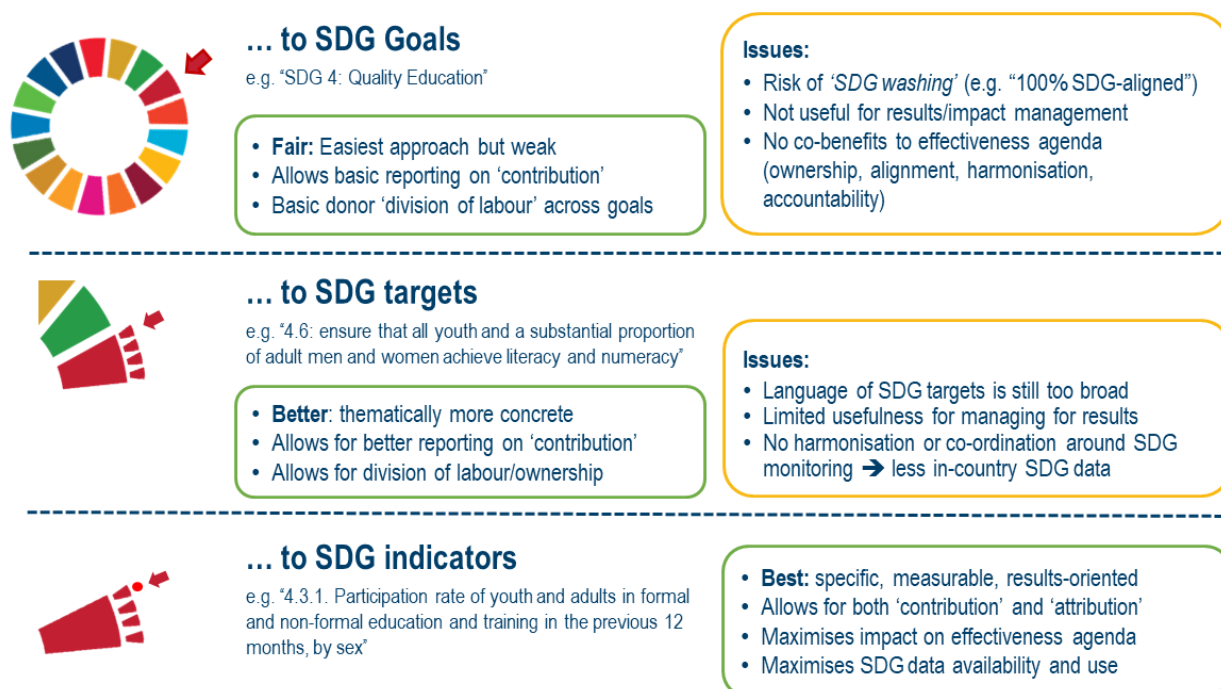 … to SDG Goals
e.g. “SDG 4: Quality Education”
• Fair: Easiest approach but weak
• Allows basic reporting on ‘contribution’
• Basic donor ‘division of labour’ across goals
Issues:
• Risk of ‘SDG washing’ (e.g. “100% SDG-aligned”)
• Not useful for results/impact management
• No co-benefits to effectiveness agenda
(ownership, alignment, harmonisation,
accountability)
… to SDG targets
e.g. “4.6: ensure that all youth and a substantial proportion
of adult men and women achieve literacy and numeracy”
• Better: thematically more concrete
• Allows for better reporting on ‘contribution’
• Allows for division of labour/ownership
Issues:
• Language of SDG targets is still too broad
• Limited usefulness for managing for results
• No harmonisation or co-ordination around SDG
monitoring ➔ less in-country SDG data
… to SDG indicators
e.g. “4.3.1. Participation rate of youth and adults in formal
and non-formal education and training in the previous 12
months, by sex”
• Best: specific, measurable, results-oriented
• Allows for both ‘contribution’ and ‘attribution’
• Maximises impact on effectiveness agenda
• Maximises SDG data availability and use